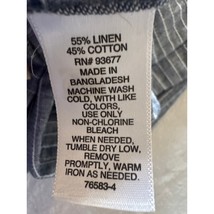 55% LINEN
45% COTTON
RN# 93677
MADE IN
BANGLADESH
MACHINE WASH
COLD, WITH LIKE
COLORS,
USE ONLY
NON-CHLORINE
BLEACH
WHEN NEEDED,
TUMBLE DRY LOW,
REMOVE
PROMPTLY, WARM
IRON AS NEEDED.
76583-4